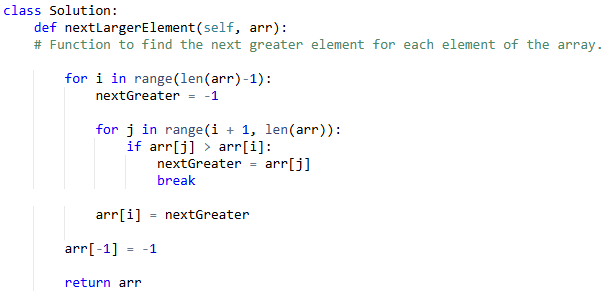 class Solution:
    def nextLargerElement(self, arr):
    # Function to find the next greater element for each element of the array.
        for i in range(len(arr)-1):
            nextGreater = -1
            for j in range(i + 1, len(arr)):
                if arr[j] > arr[i]:
                    nextGreater = arr[j]
                    break
            arr[i] = nextGreater
        arr[-1] = -1
        return arr